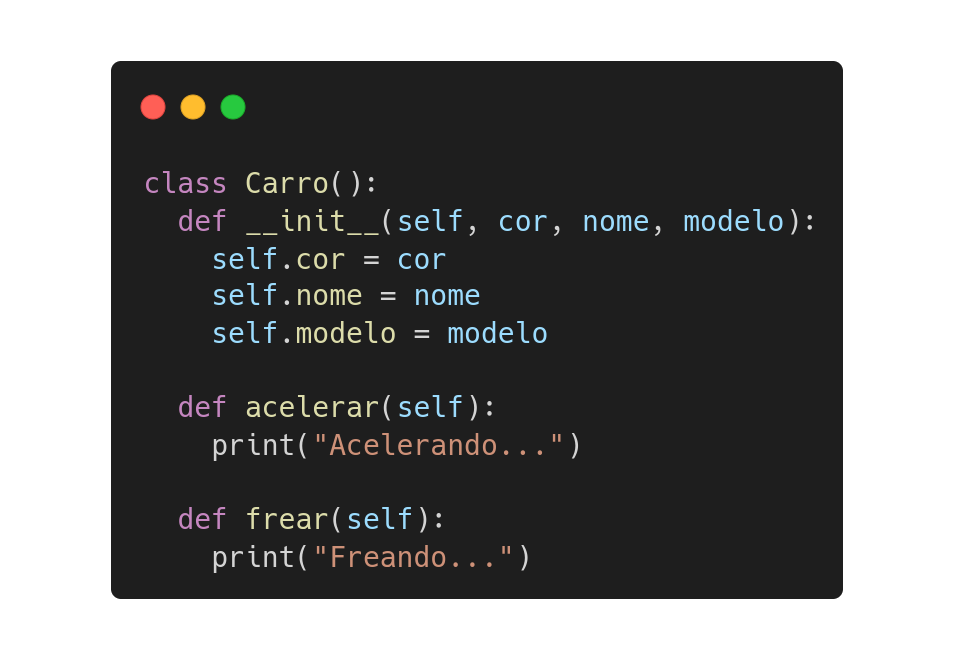 class Carro():
  def __init__(self, cor, nome, modelo):
    self.cor = cor
    self.nome = nome
    self.modelo = modelo

  def acelerar(self):
    print("Acelerando...")

  def frear(self):
    print("Freando...")